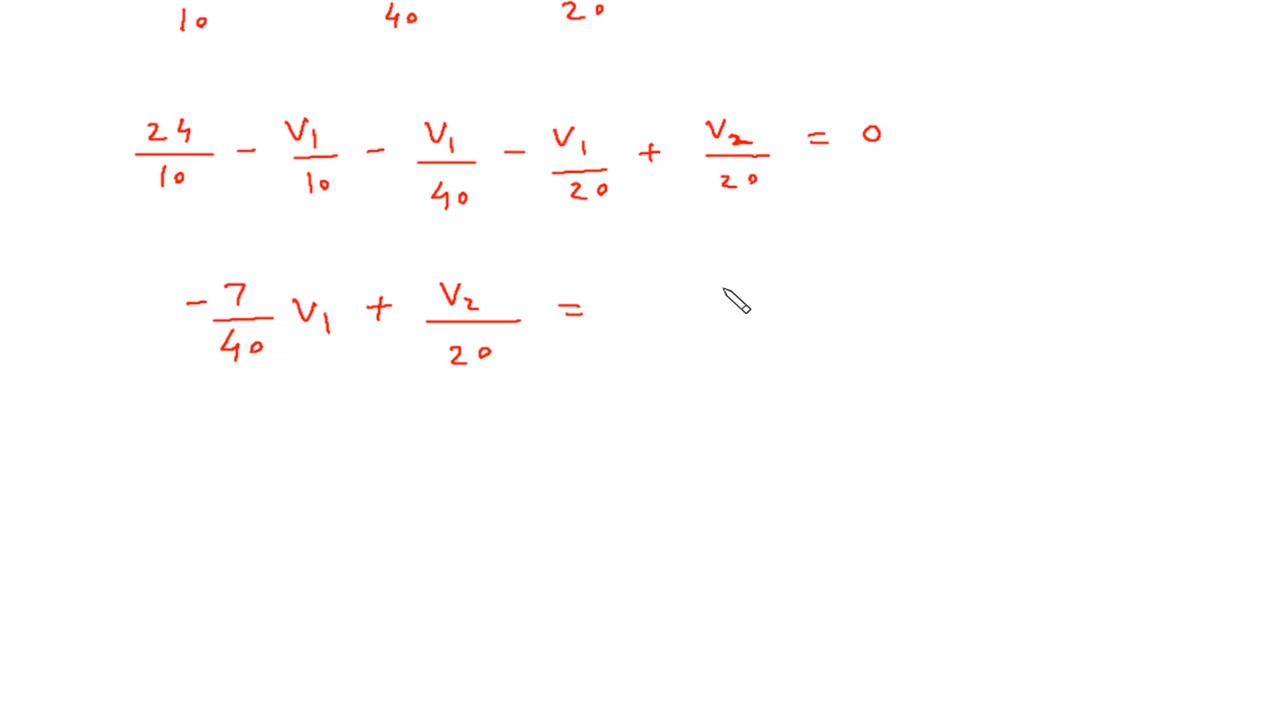 10 40 20
24/10 - V1/10 - V1/40 - V1/20 + V2/20 = 0
-7/40 V1 + V2/20 =